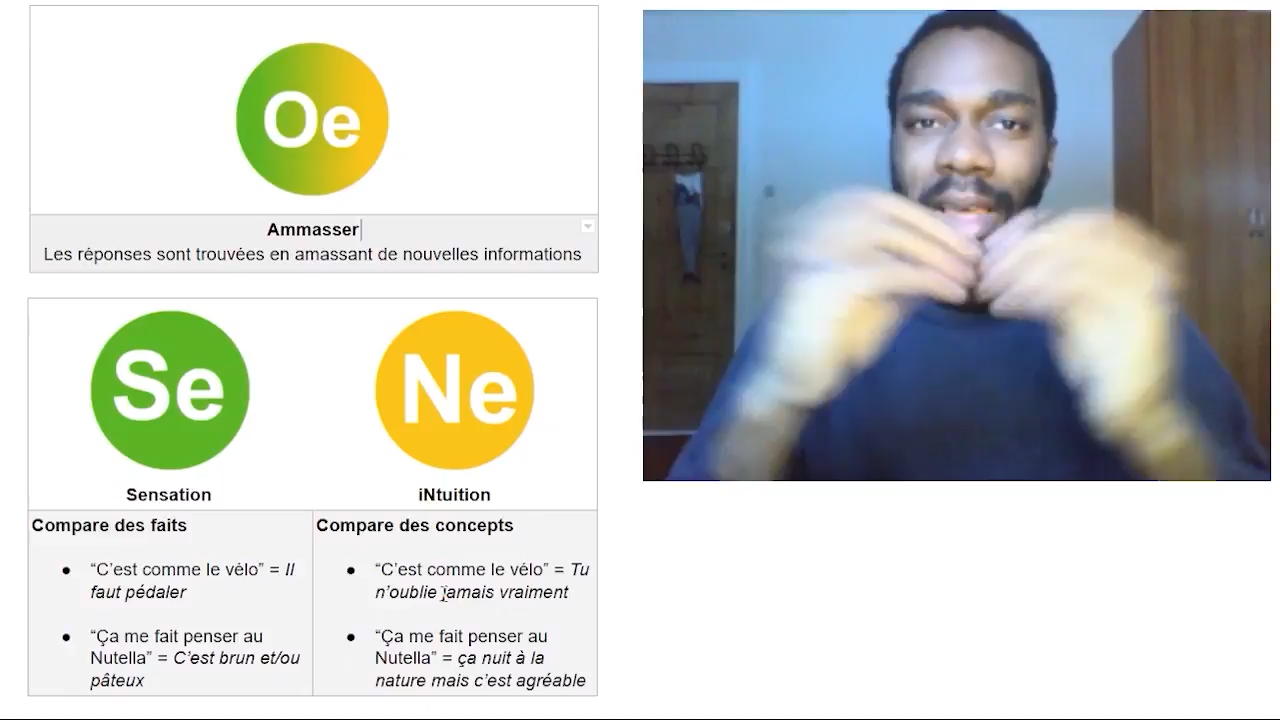 Oe
Ammasser
Les réponses sont trouvées en amassant de nouvelles informations
Se
Ne
Sensation
iNtuition
Compare des faits
Compare des concepts
“C’est comme le vélo” = Il
faut pédaler
“C’est comme le vélo” = Tu
n’oublie jamais vraiment
“Ça me fait penser au
Nutella” = C’est brun et/ou
pâteux
“Ça me fait penser au
Nutella” = ça nuit à la
nature mais c’est agréable